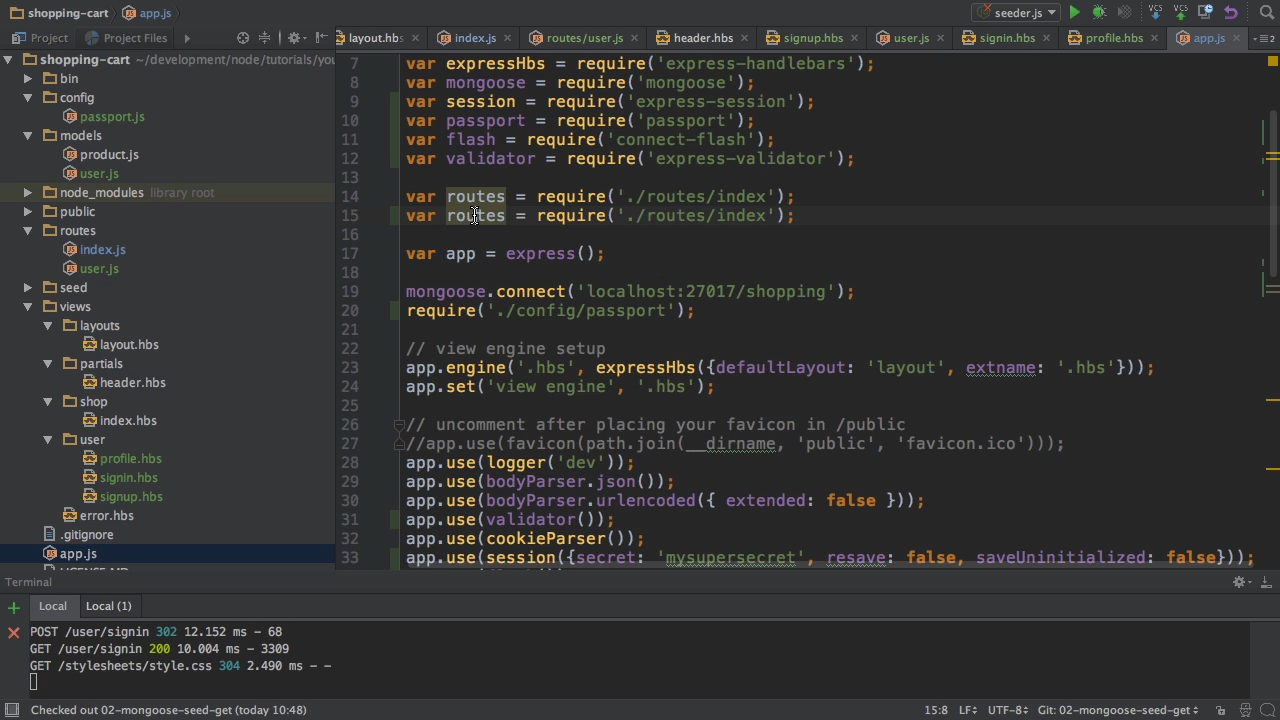 shopping-cart app.js seeder.js VCS VCS
Project Project Files layout.hbs index.js routes/user.js header.hbs signup.hbs user.js signin.hbs profile.hbs app.js
shopping-cart ~/development/node/tutorials/you
bin
config
passport.js
models
product.js
user.js
node_modules library root
public
routes
index.js
user.js
seed
views
layouts
layout.hbs
partials
header.hbs
shop
index.hbs
user
profile.hbs
signin.hbs
signup.hbs
error.hbs
.gitignore
app.js
7 var expressHbs = require('express-handlebars');
8 var mongoose = require('mongoose');
9 var session = require('express-session');
10 var passport = require('passport');
11 var flash = require('connect-flash');
12 var validator = require('express-validator');
13
14 var routes = require('./routes/index');
15 var routes = require('./routes/index');
16
17 var app = express();
18
19 mongoose.connect('localhost:27017/shopping');
20 require('./config/passport');
21
22 // view engine setup
23 app.engine('.hbs', expressHbs({defaultLayout: 'layout', extname: '.hbs'}));
24 app.set('view engine', '.hbs');
25
26 // uncomment after placing your favicon in /public
27 //app.use(favicon(path.join(__dirname, 'public', 'favicon.ico')));
28 app.use(logger('dev'));
29 app.use(bodyParser.json());
30 app.use(bodyParser.urlencoded({ extended: false }));
31 app.use(validator());
32 app.use(cookieParser());
33 app.use(session({secret: 'mysupersecret', resave: false, saveUninitialized: false}));
Terminal
Local Local (1)
POST /user/signin 302 12.152 ms - 68
GET /user/signin 200 10.004 ms - 3309
GET /stylesheets/style.css 304 2.490 ms - -
Checked out 02-mongoose-seed-get (today 10:48) 15:8 LF UTF-8 Git: 02-mongoose-seed-get